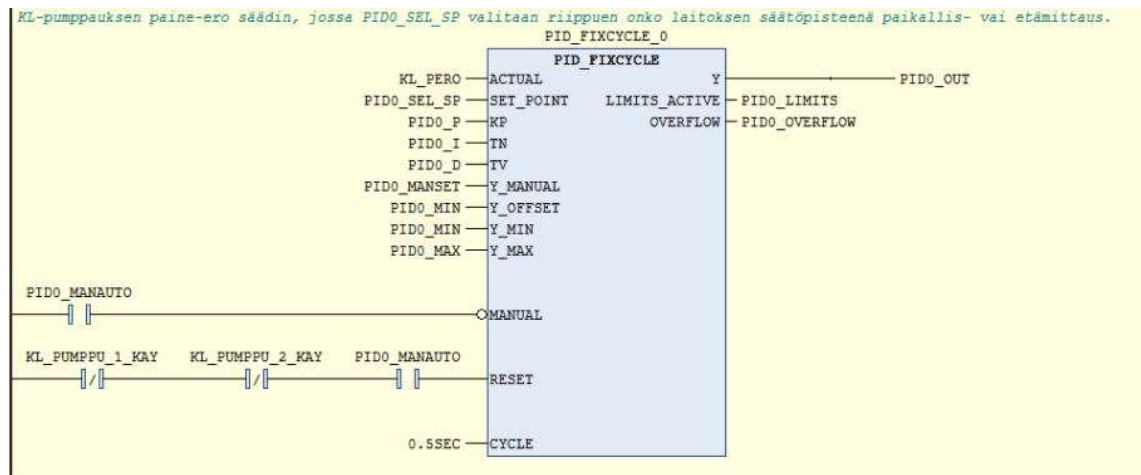 KL-pumppauksen paine-ero säädin, jossa PID0_SEL_SP valitaan riippuen onko laitoksen säätöpisteenä paikallis- vai etämittaus.
PID_FIXCYCLE_0
PID_FIXCYCLE
KL_PERO ACTUAL Y PID0_OUT
PID0_SEL_SP SET_POINT LIMITS_ACTIVE PID0_LIMITS
PID0_P KP OVERFLOW PID0_OVERFLOW
PID0_I TN
PID0_D TV
PID0_MANSET Y_MANUAL
PID0_MIN Y_OFFSET
PID0_MIN Y_MIN
PID0_MAX Y_MAX
PID0_MANAUTO
MANUAL
KL_PUMPPU_1_KAY KL_PUMPPU_2_KAY PID0_MANAUTO
RESET
0.5SEC CYCLE